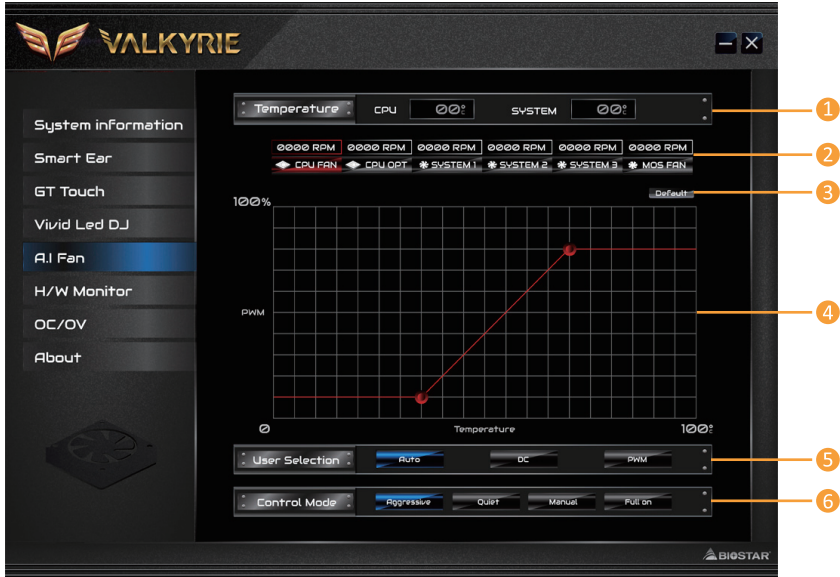 VALKYRIE
Temperature CPU 00°C SYSTEM 00°C 1
System information
Smart Ear
GT Touch
Vivid Led DJ
A.I Fan
H/W Monitor
OC/OV
About
0000 RPM 0000 RPM 0000 RPM 0000 RPM 0000 RPM 0000 RPM 2
CPU FAN CPU OPT SYSTEM 1 SYSTEM 2 SYSTEM 3 MOS FAN
Default 3
100%
PWM 4
0 Temperature 100°C
User Selection Auto DC PWM 5
Control Mode Aggressive Quiet Manual Full on 6
BIOSTAR